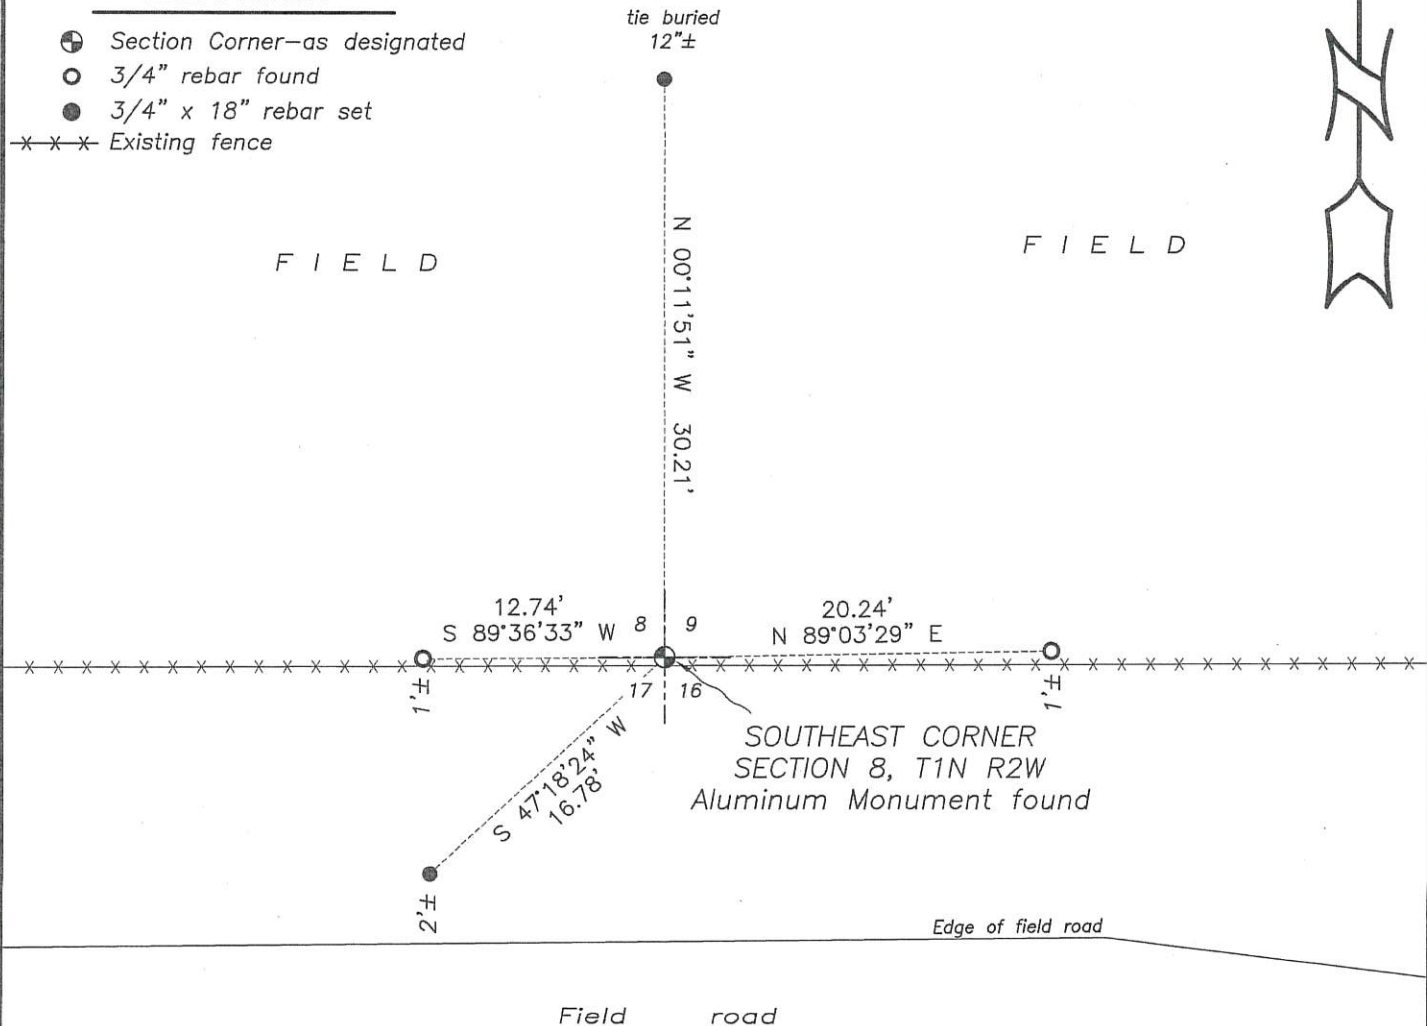 Section Corner—as designated
3/4" rebar found
3/4" x 18" rebar set
Existing fence
tie buried
12"±
N
FIELD
FIELD
N 00°11'51" W 30.21'
12.74'
S 89°36'33" W
8
9
20.24'
N 89°03'29" E
17
16
1'±
1'±
S 47°18'24" W
16.78'
SOUTHEAST CORNER
SECTION 8, T1N R2W
Aluminum Monument found
2'±
Edge of field road
Field road